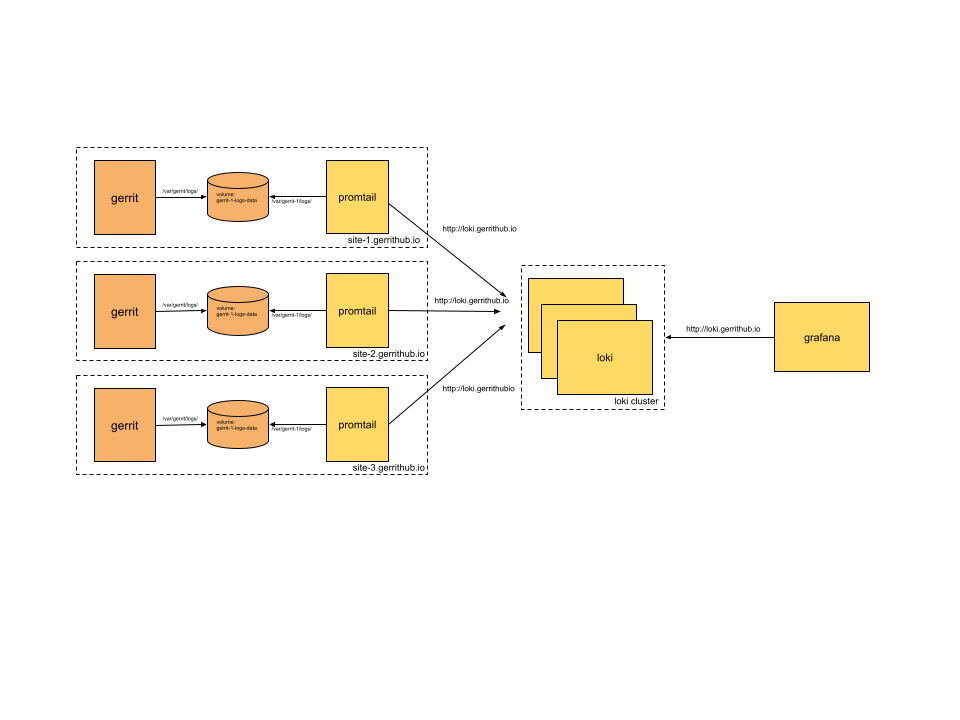 gerrit
/var/gerrit/logs/
volume:
gerrit-1-logs-data
/var/gerrit-1/logs/
promtail
site-1.gerrithub.io
http://loki.gerrithub.io
gerrit
/var/gerrit/logs/
volume:
gerrit-1-logs-data
/var/gerrit-1/logs/
promtail
site-2.gerrithub.io
http://loki.gerrithub.io
gerrit
/var/gerrit/logs/
volume:
gerrit-1-logs-data
/var/gerrit-1/logs/
promtail
site-3.gerrithub.io
http://loki.gerrithubio
loki
loki cluster
http://loki.gerrithub.io
grafana